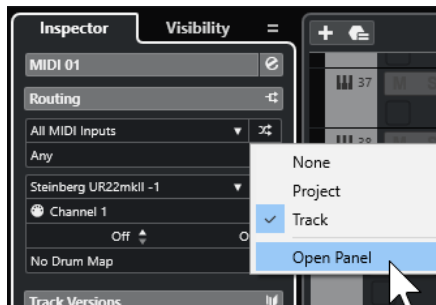 Inspector Visibility
MIDI 01
Routing
37
M S
All MIDI Inputs
38
Any
None
Project
Steinberg UR22mkII -1
Track
Channel 1
Off
Open Panel
No Drum Map
Track Versions